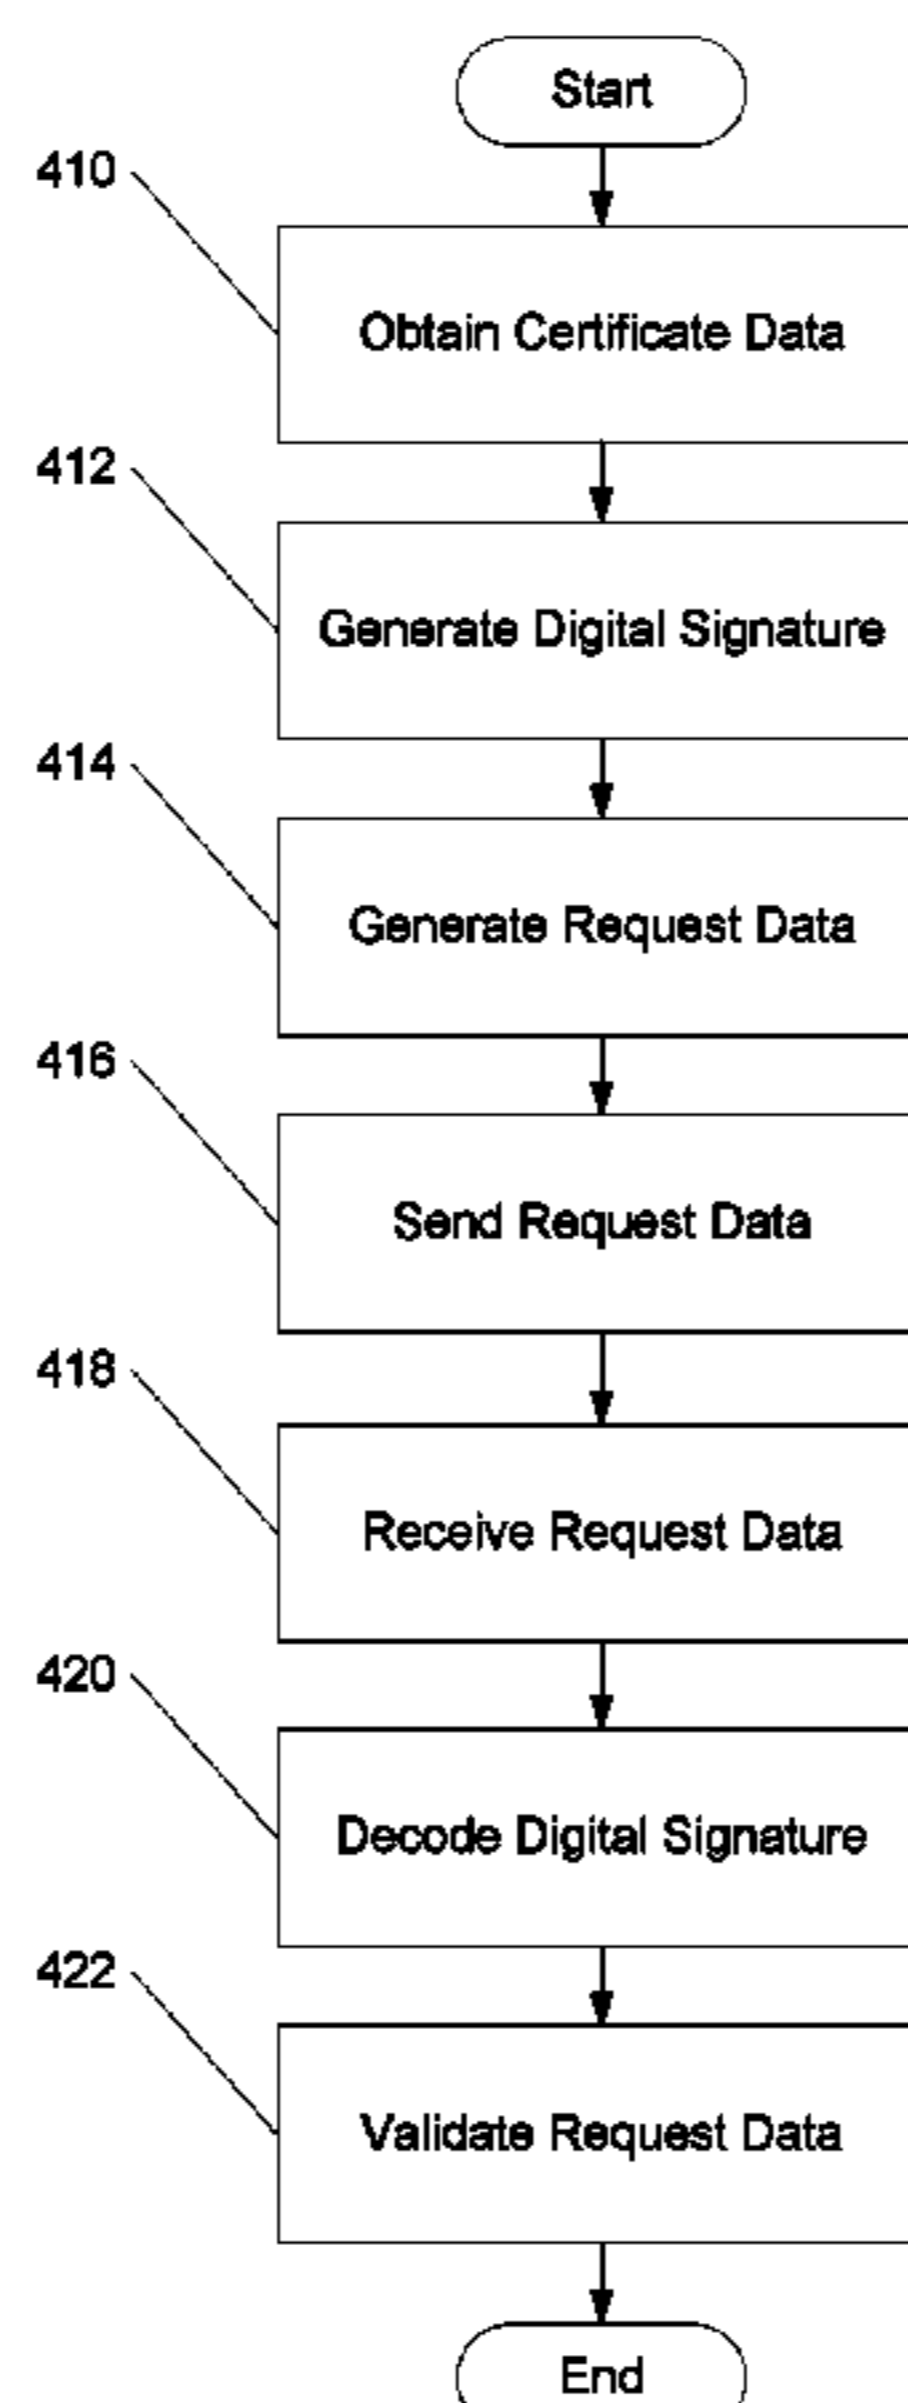 Start
410
Obtain Certificate Data
412
Generate Digital Signature
414
Generate Request Data
416
Send Request Data
418
Receive Request Data
420
Decode Digital Signature
422
Validate Request Data
End